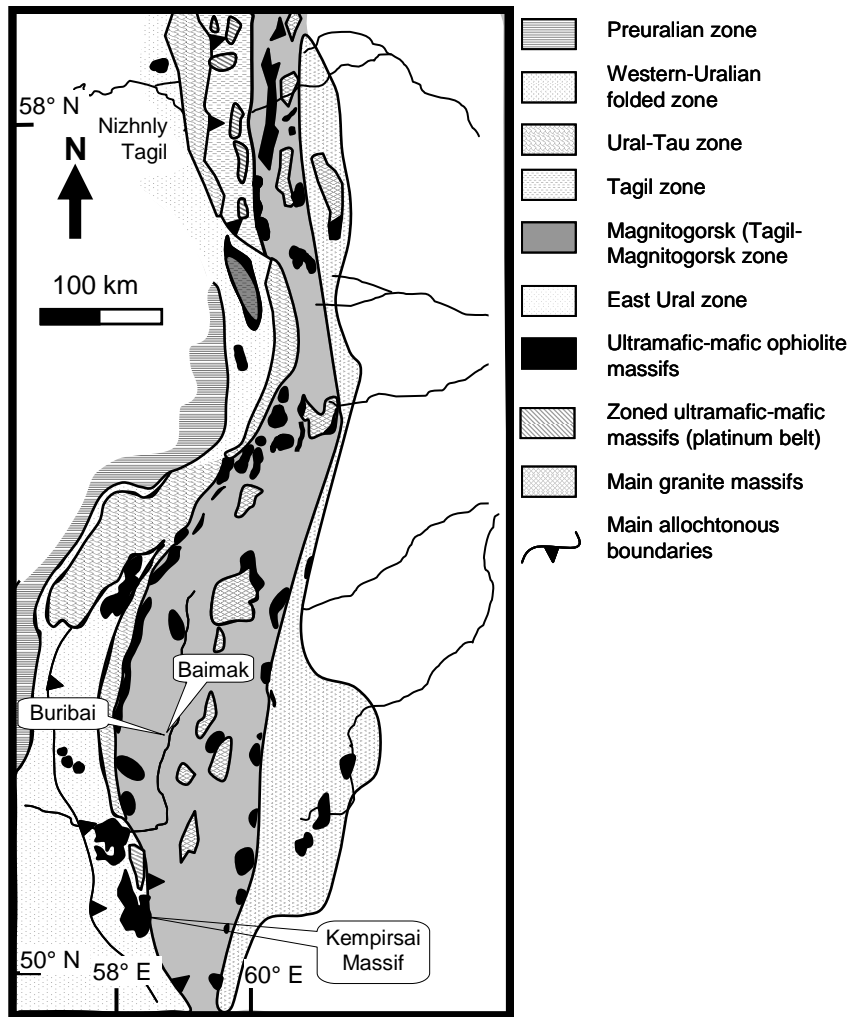 58° N
Nizhnly
Tagil
N
100 km
Baimak
Buribai
Kempirsai
Massif
50° N
58° E
60° E
Preuralian zone
Western-Uralian
folded zone
Ural-Tau zone
Tagil zone
Magnitogorsk (Tagil-
Magnitogorsk zone
East Ural zone
Ultramafic-mafic ophiolite
massifs
Zoned ultramafic-mafic
massifs (platinum belt)
Main granite massifs
Main allochtonous
boundaries